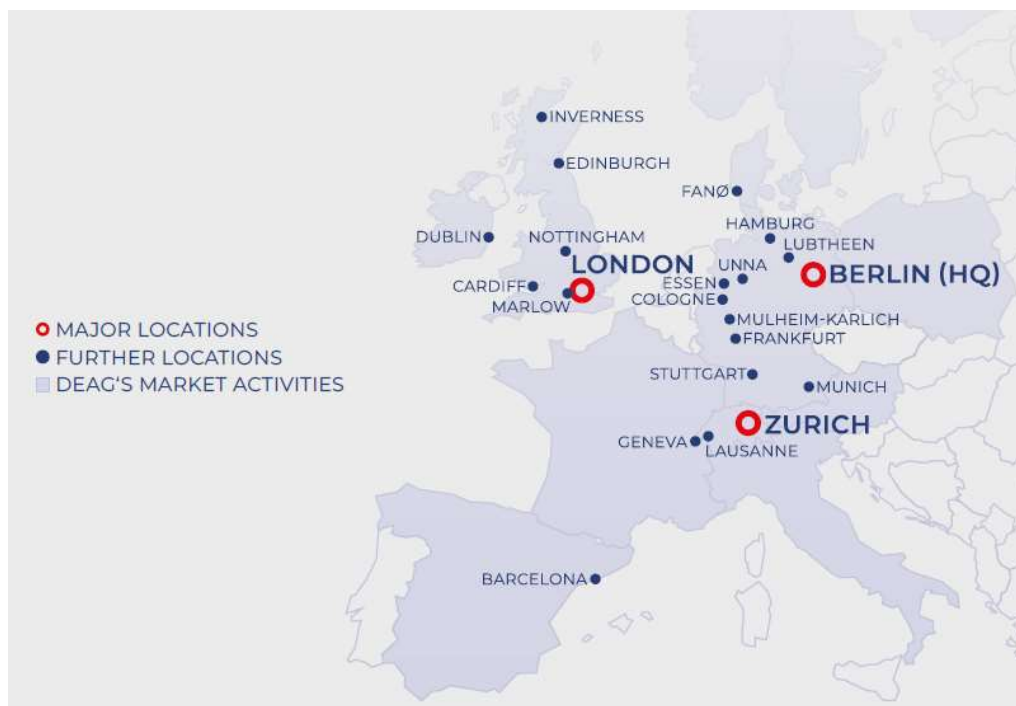 INVERNESS
EDINBURGH
FANØ
HAMBURG
DUBLIN
NOTTINGHAM
LUBTHEEN
LONDON
UNNA
BERLIN (HQ)
ESSEN
CARDIFF
COLOGNE
MARLOW
MULHEIM-KARLICH
MAJOR LOCATIONS
FRANKFURT
FURTHER LOCATIONS
STUTTGART
DEAG'S MARKET ACTIVITIES
MUNICH
ZURICH
GENEVA
LAUSANNE
BARCELONA